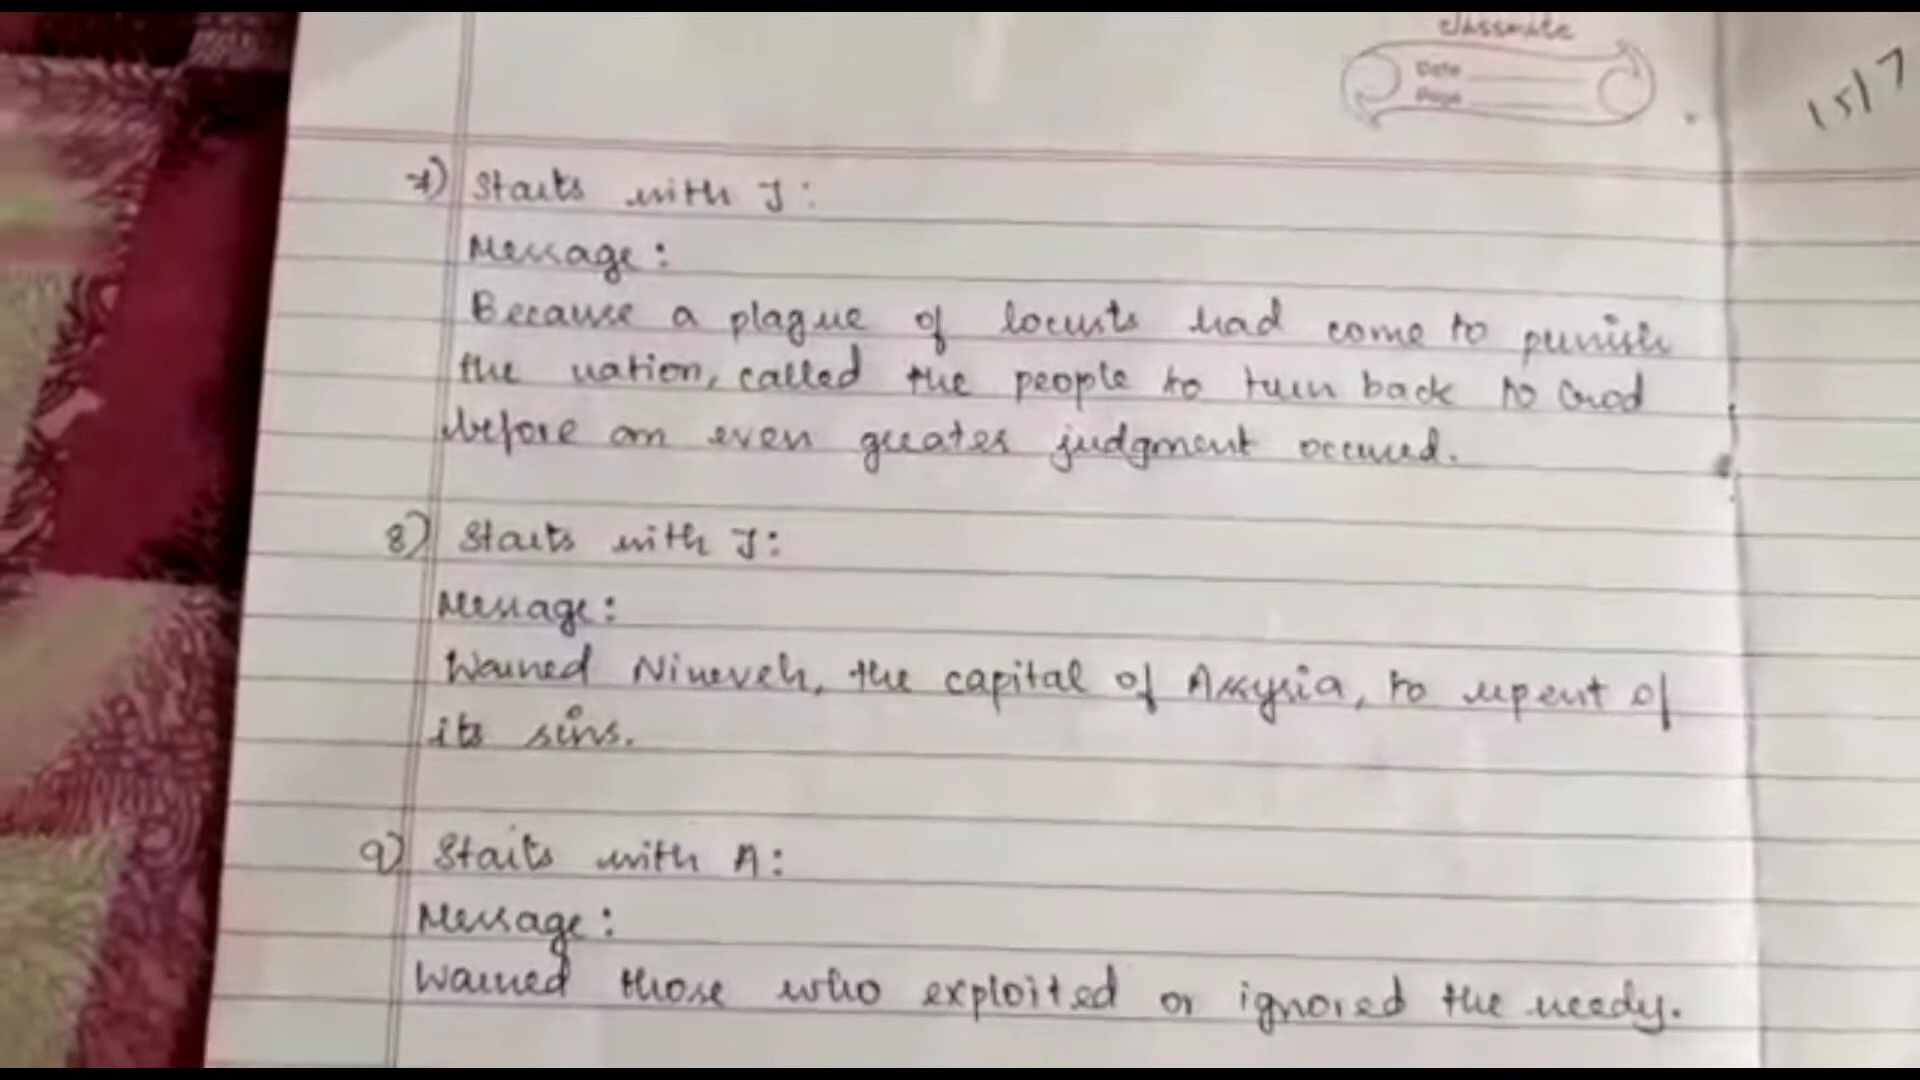 classmate
Date
Page
15/7
7) Starts with J:
Message:
Because a plague of locusts had come to punish
the nation, called the people to turn back to God
before an even greater judgment occured.
8) Starts with J:
Message:
Warned Nineveh, the capital of Assyria, to repent of
its sins.
9) Starts with A:
Message:
Warned those who exploited or ignored the needy.